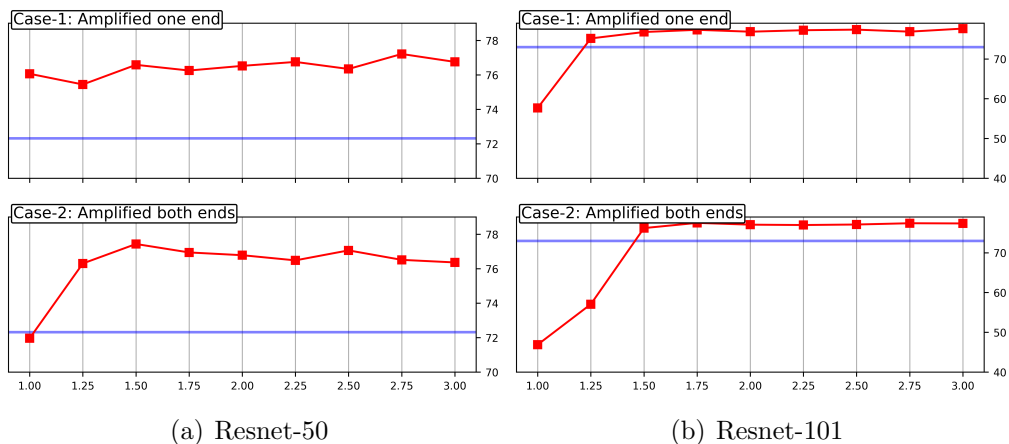 Case-1: Amplified one end
78
76
74
72
70
Case-2: Amplified both ends
78
76
74
72
70
1.00 1.25 1.50 1.75 2.00 2.25 2.50 2.75 3.00
(a) Resnet-50
Case-1: Amplified one end
70
60
50
40
Case-2: Amplified both ends
70
60
50
40
1.00 1.25 1.50 1.75 2.00 2.25 2.50 2.75 3.00
(b) Resnet-101